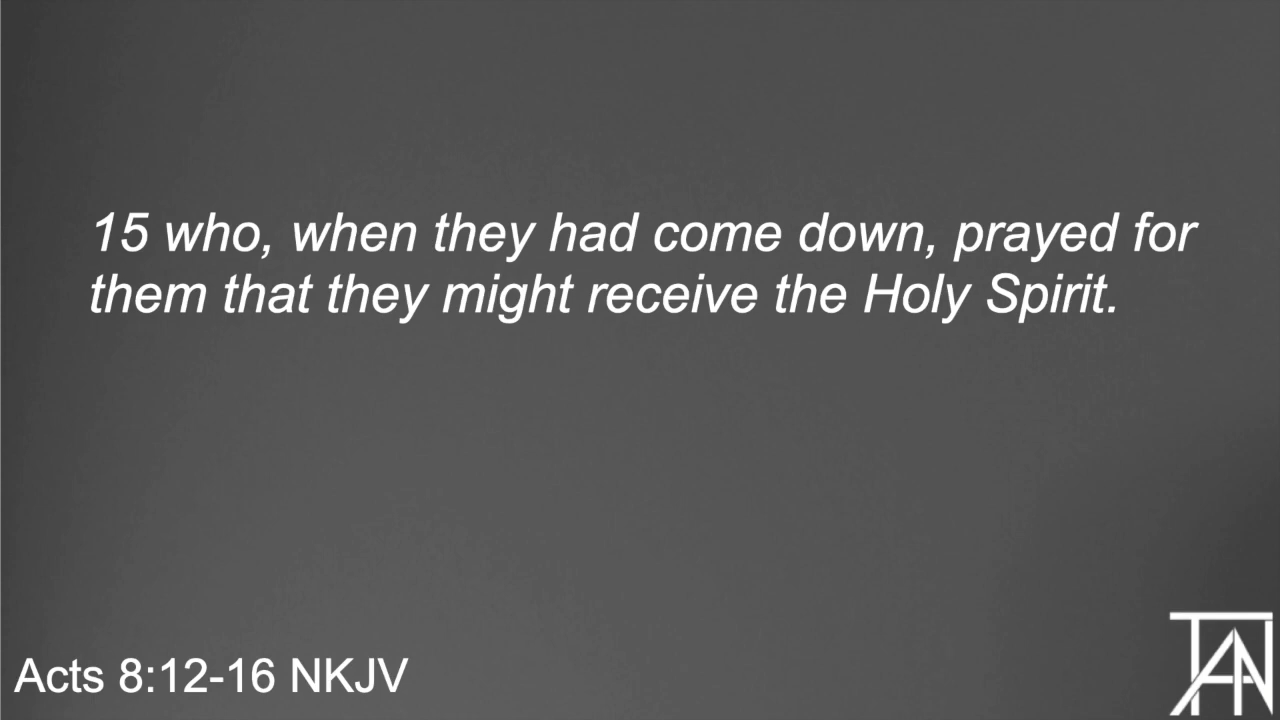 15 who, when they had come down, prayed for
them that they might receive the Holy Spirit.
Acts 8:12-16 NKJV